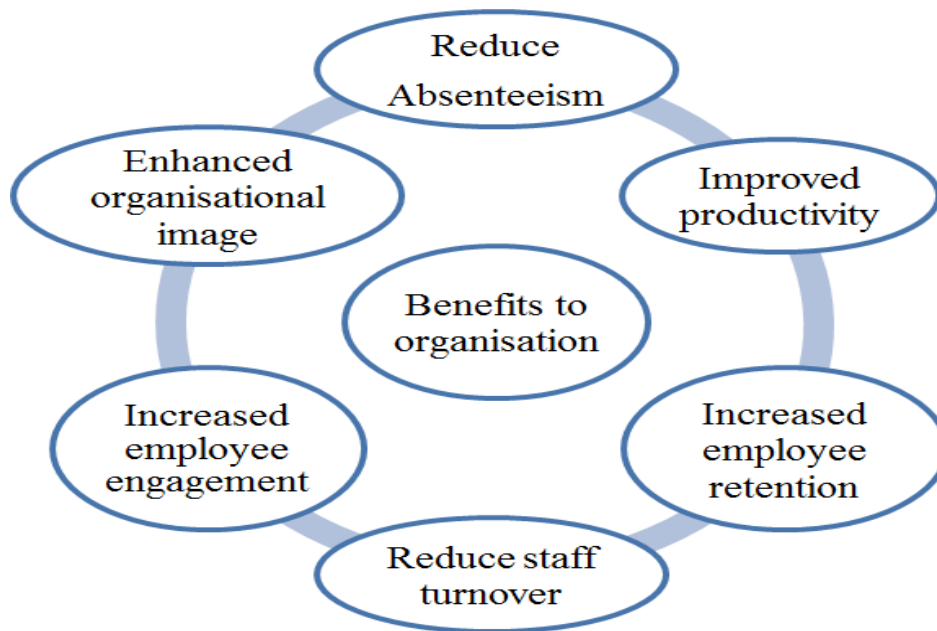 Reduce
Absenteeism
Improved
productivity
Increased
employee
retention
Reduce staff
turnover
Increased
employee
engagement
Enhanced
organisational
image
Benefits to
organisation